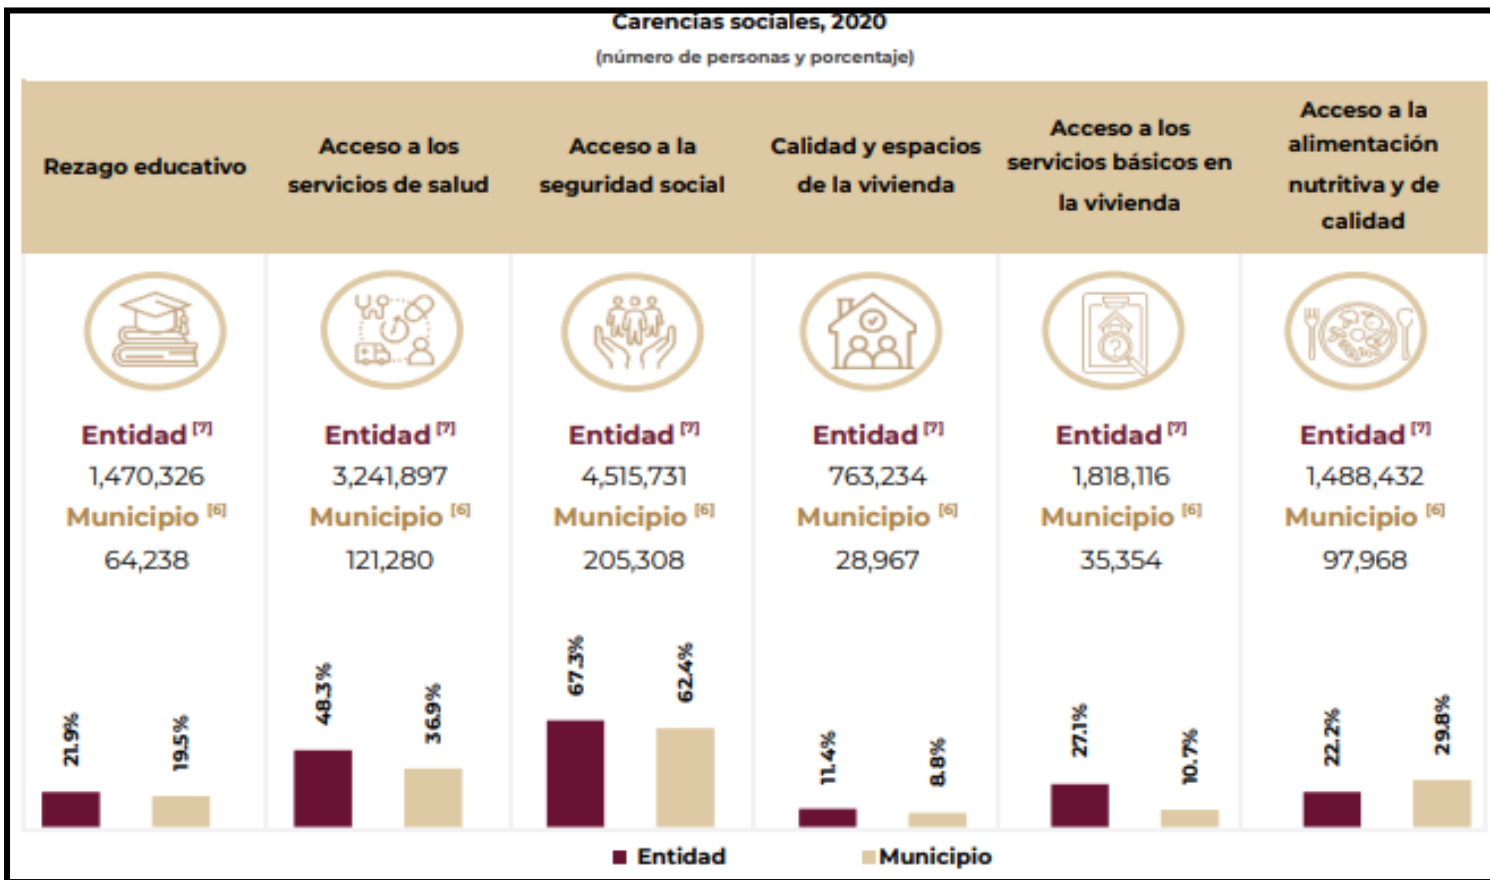 Carencias sociales, 2020
(número de personas y porcentaje)
Rezago educativo
Acceso a los
servicios de salud
Acceso a la
seguridad social
Calidad y espacios
de la vivienda
Acceso a los
servicios básicos en
la vivienda
Acceso a la
alimentación
nutritiva y de
calidad
Entidad [7]
1,470,326
Municipio [6]
64,238
21.9%
19.5%
Entidad [7]
3,241,897
Municipio [6]
121,280
48.3%
36.9%
Entidad [7]
4,515,731
Municipio [6]
205,308
67.3%
62.4%
Entidad [7]
763,234
Municipio [6]
28,967
11.4%
8.8%
Entidad [7]
1,818,116
Municipio [6]
35,354
27.1%
10.7%
Entidad [7]
1,488,432
Municipio [6]
97,968
22.2%
29.8%
Entidad
Municipio